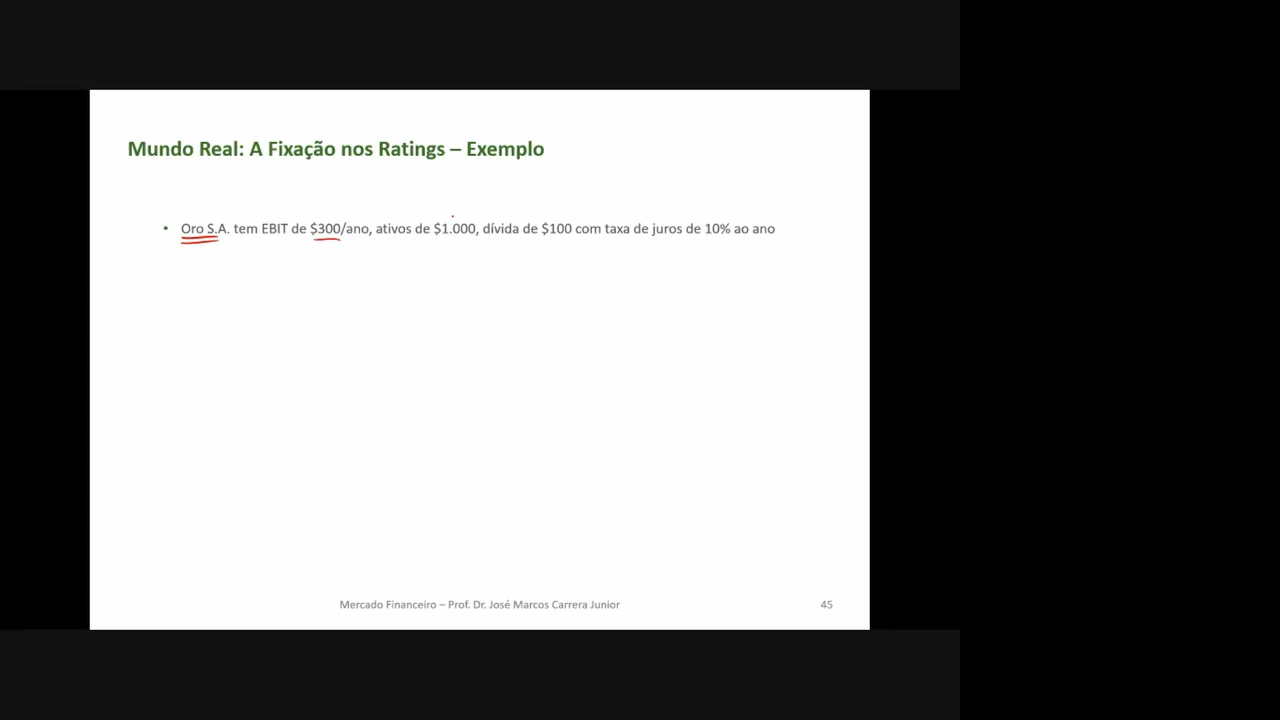 Mundo Real: A Fixação nos Ratings – Exemplo
• Oro S.A. tem EBIT de $300/ano, ativos de $1.000, dívida de $100 com taxa de juros de 10% ao ano
Mercado Financeiro – Prof. Dr. José Marcos Carrera Junior
45